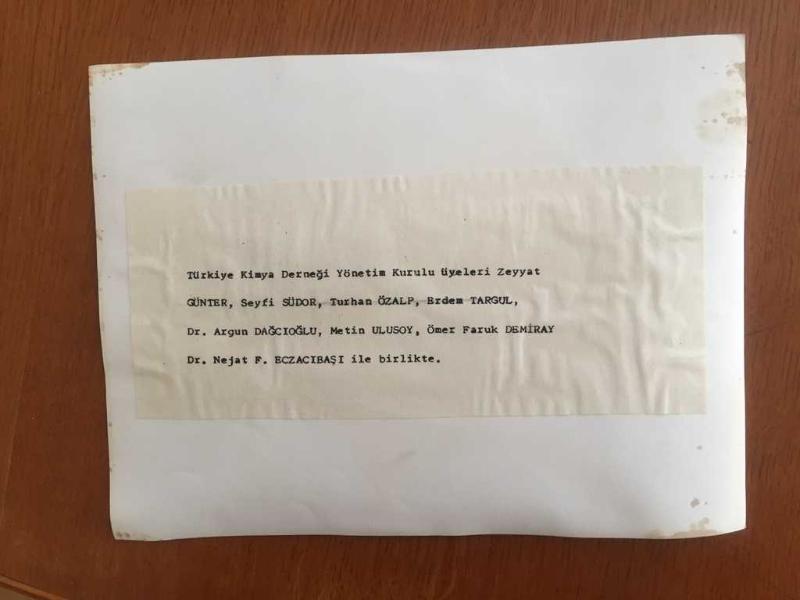 Türkiye Kimya Derneği Yönetim Kurulu üyeleri Zeyyat
GÜNTER, Seyfi SÜDOR, Turhan ÖZALP, Erdem TARGUL,
Dr. Argun DAĞCIOĞLU, Metin ULUSOY, Ömer Faruk DEMİRAY
Dr. Nejat F. ECZACIBAŞI ile birlikte.